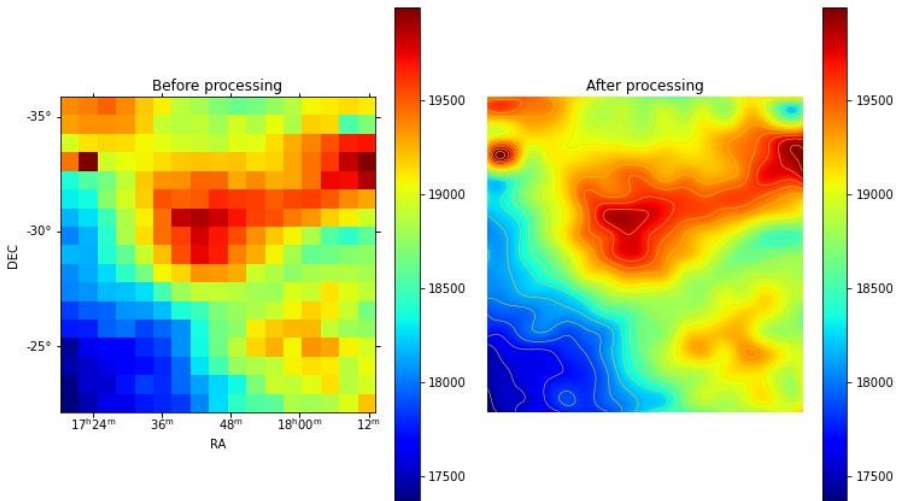 Before processing
-35°
-30°
-25°
DEC
17ʰ24ᵐ 36ᵐ 48ᵐ 18ʰ00ᵐ 12ᵐ
RA
19500
19000
18500
18000
17500
After processing
19500
19000
18500
18000
17500